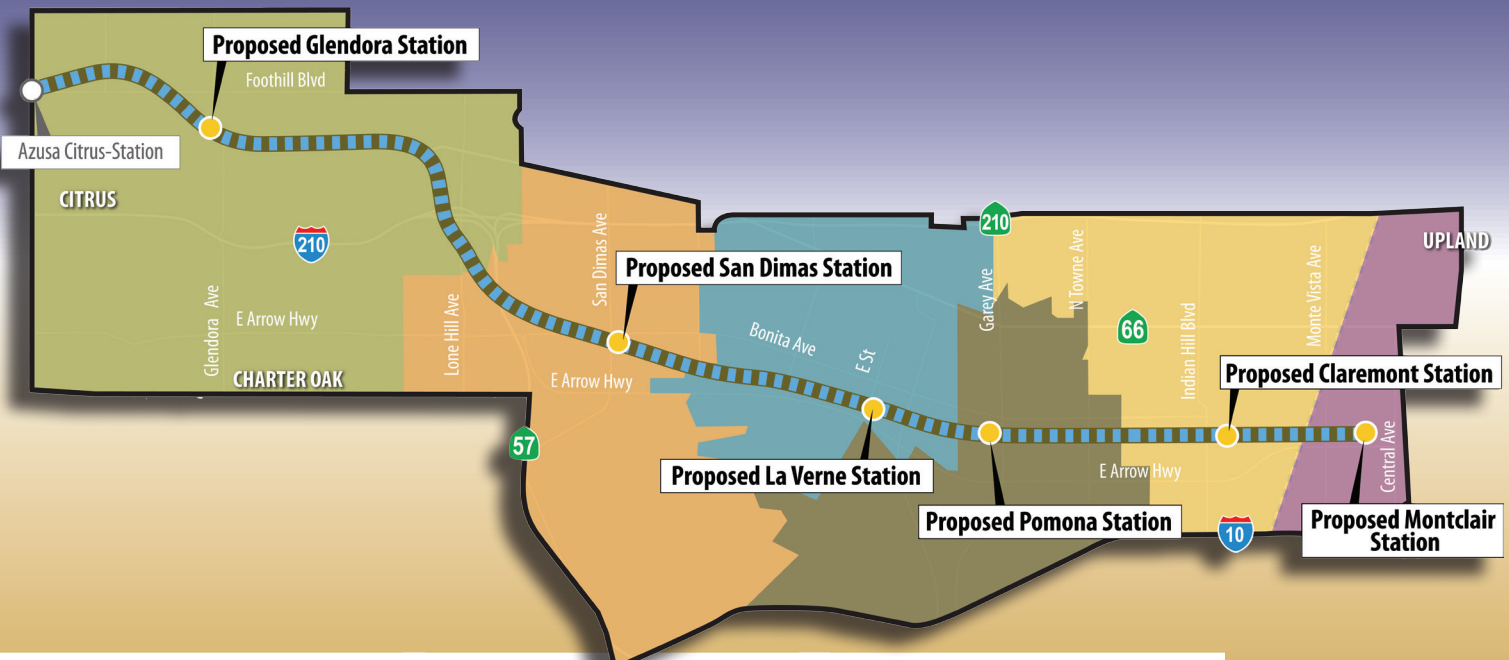 Proposed Glendora Station
Foothill Blvd
Azusa Citrus-Station
CITRUS
210
Glendora Ave
E Arrow Hwy
CHARTER OAK
Lone Hill Ave
San Dimas Ave
Proposed San Dimas Station
E Arrow Hwy
57
Bonita Ave
E St
Proposed La Verne Station
210
Garey Ave
N Towne Ave
66
Indian Hill Blvd
Monte Vista Ave
UPLAND
Proposed Claremont Station
E Arrow Hwy
Central Ave
Proposed Pomona Station
10
Proposed Montclair
Station